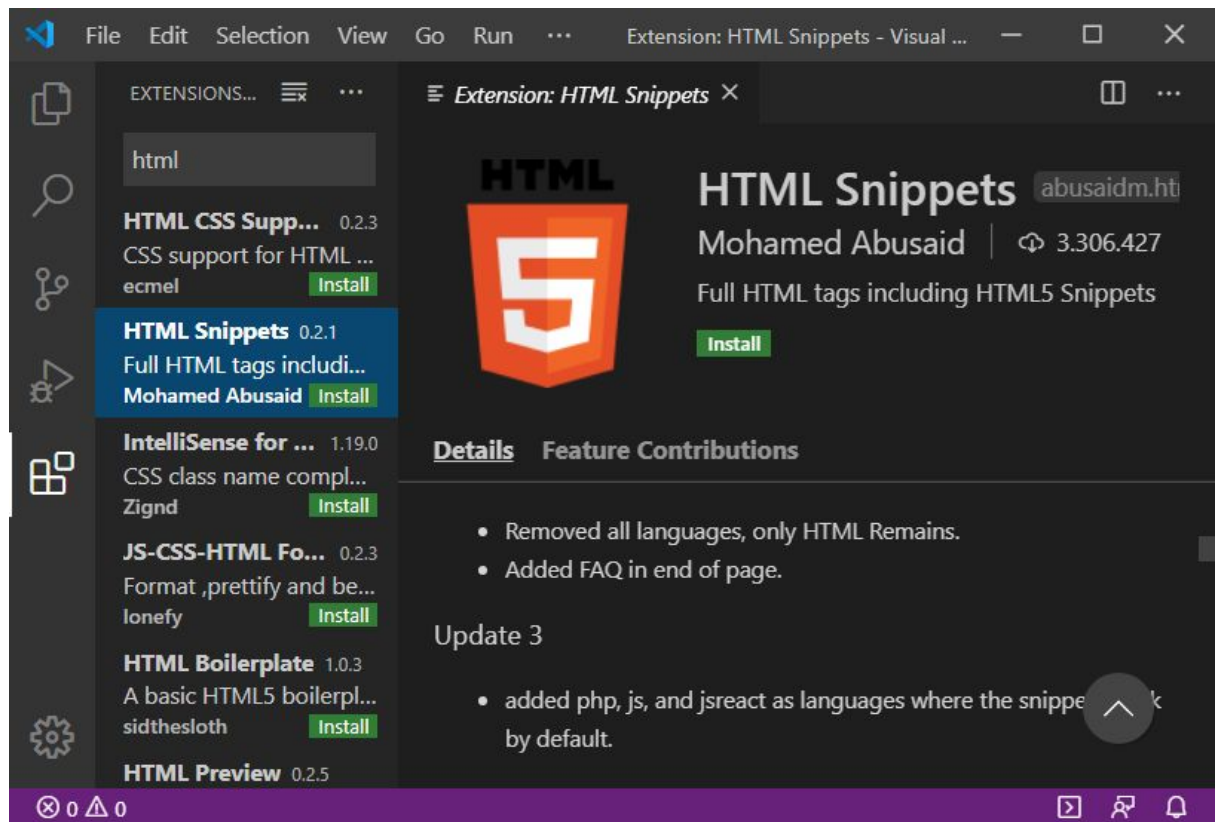 File Edit Selection View Go Run ··· Extension: HTML Snippets - Visual ...
EXTENSIONS... ···
Extension: HTML Snippets
html
HTML CSS Supp... 0.2.3
CSS support for HTML ...
ecmel Install
HTML Snippets 0.2.1
Full HTML tags includi...
Mohamed Abusaid Install
IntelliSense for ... 1.19.0
CSS class name compl...
Zignd Install
JS-CSS-HTML Fo... 0.2.3
Format ,prettify and be...
lonefy Install
HTML Boilerplate 1.0.3
A basic HTML5 boilerpl...
sidthesloth Install
HTML Preview 0.2.5
HTML
5
HTML Snippets abusaidm.ht
Mohamed Abusaid 3.306.427
Full HTML tags including HTML5 Snippets
Install
Details Feature Contributions
• Removed all languages, only HTML Remains.
• Added FAQ in end of page.
Update 3
• added php, js, and jsreact as languages where the snippe k
by default.
0 0